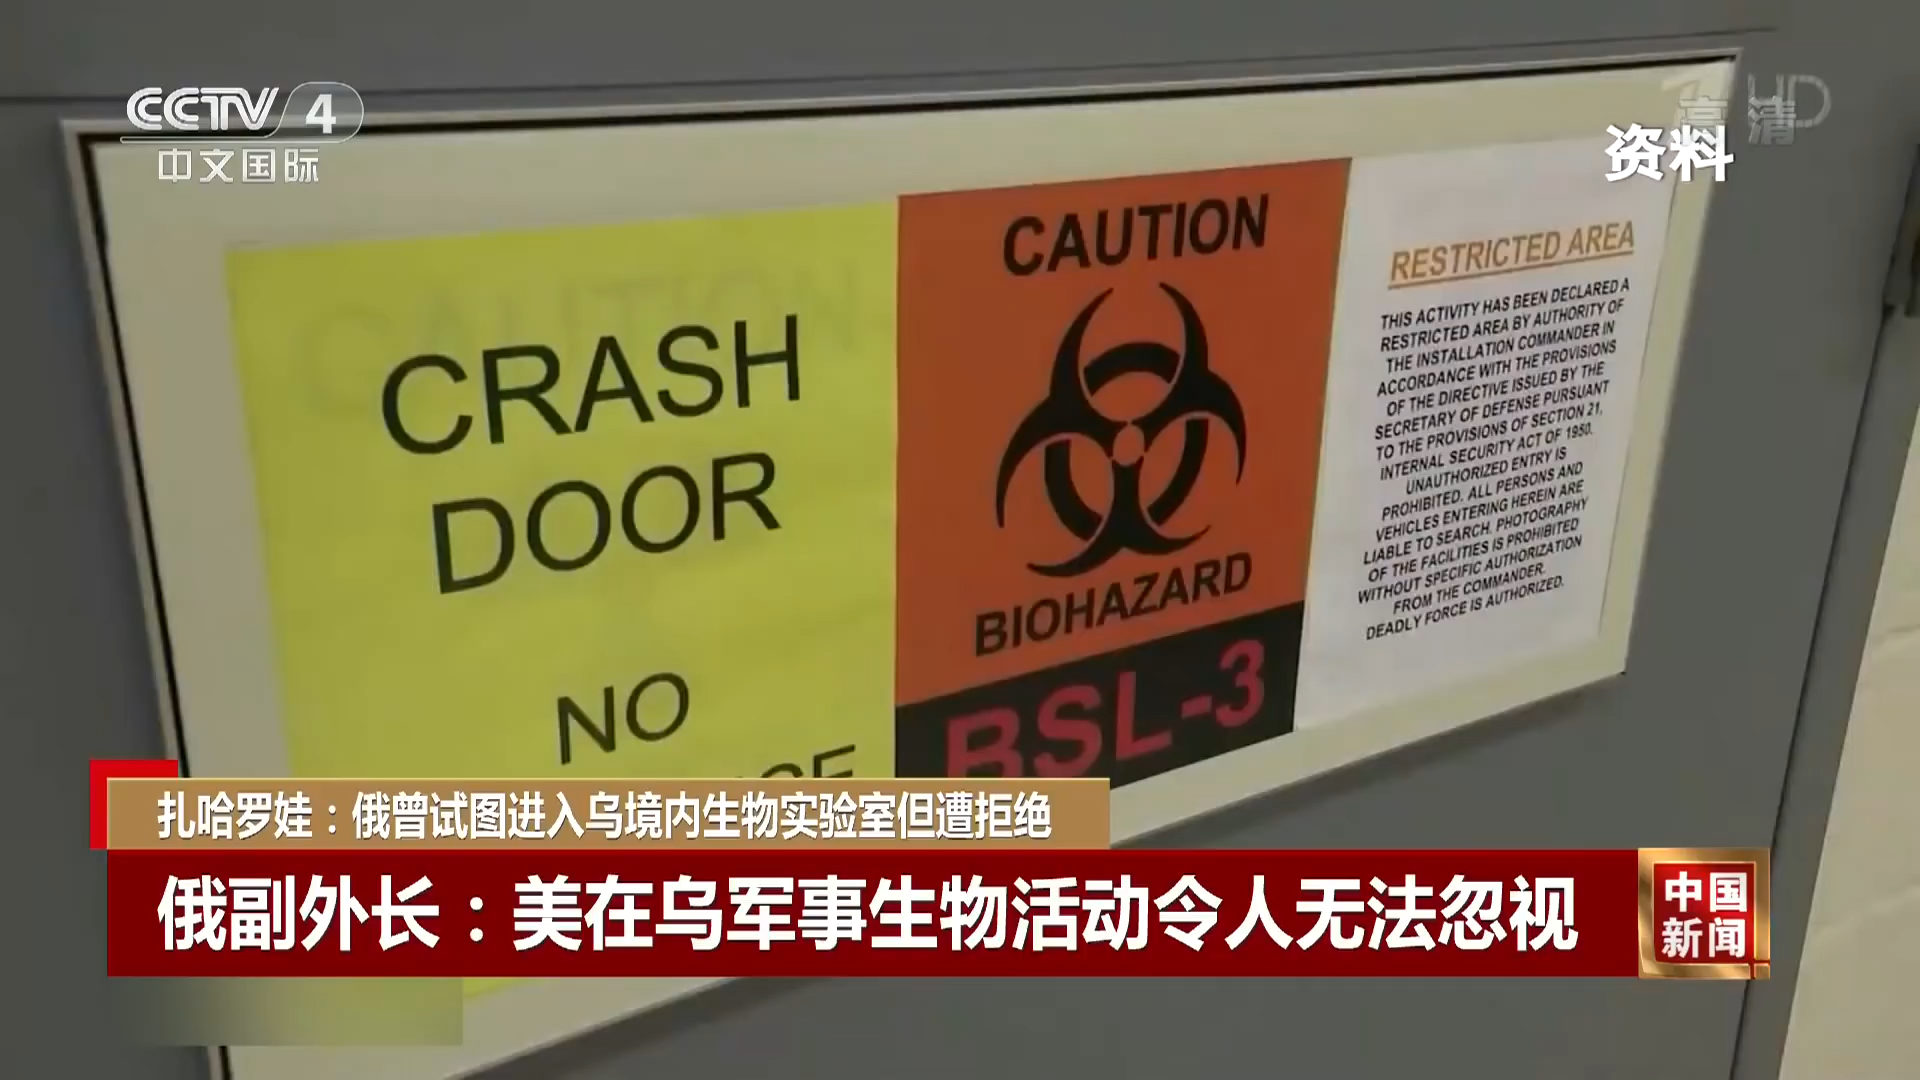 CCTV 4
中文国际
高清
资料
CRASH
DOOR
NO
CAUTION
BIOHAZARD
BSL-3
RESTRICTED AREA
THIS ACTIVITY HAS BEEN DECLARED A
RESTRICTED AREA BY AUTHORITY OF
THE INSTALLATION COMMANDER IN
ACCORDANCE WITH THE PROVISIONS
OF THE DIRECTIVE ISSUED BY THE
SECRETARY OF DEFENSE PURSUANT
TO THE PROVISIONS OF SECTION 21,
INTERNAL SECURITY ACT OF 1950.
UNAUTHORIZED ENTRY IS
PROHIBITED. ALL PERSONS AND
VEHICLES ENTERING HEREIN ARE
LIABLE TO SEARCH. PHOTOGRAPHY
OF THE FACILITIES IS PROHIBITED
WITHOUT SPECIFIC AUTHORIZATION
FROM THE COMMANDER.
DEADLY FORCE IS AUTHORIZED.
扎哈罗娃：俄曾试图进入乌境内生物实验室但遭拒绝
俄副外长：美在乌军事生物活动令人无法忽视
中国
新闻